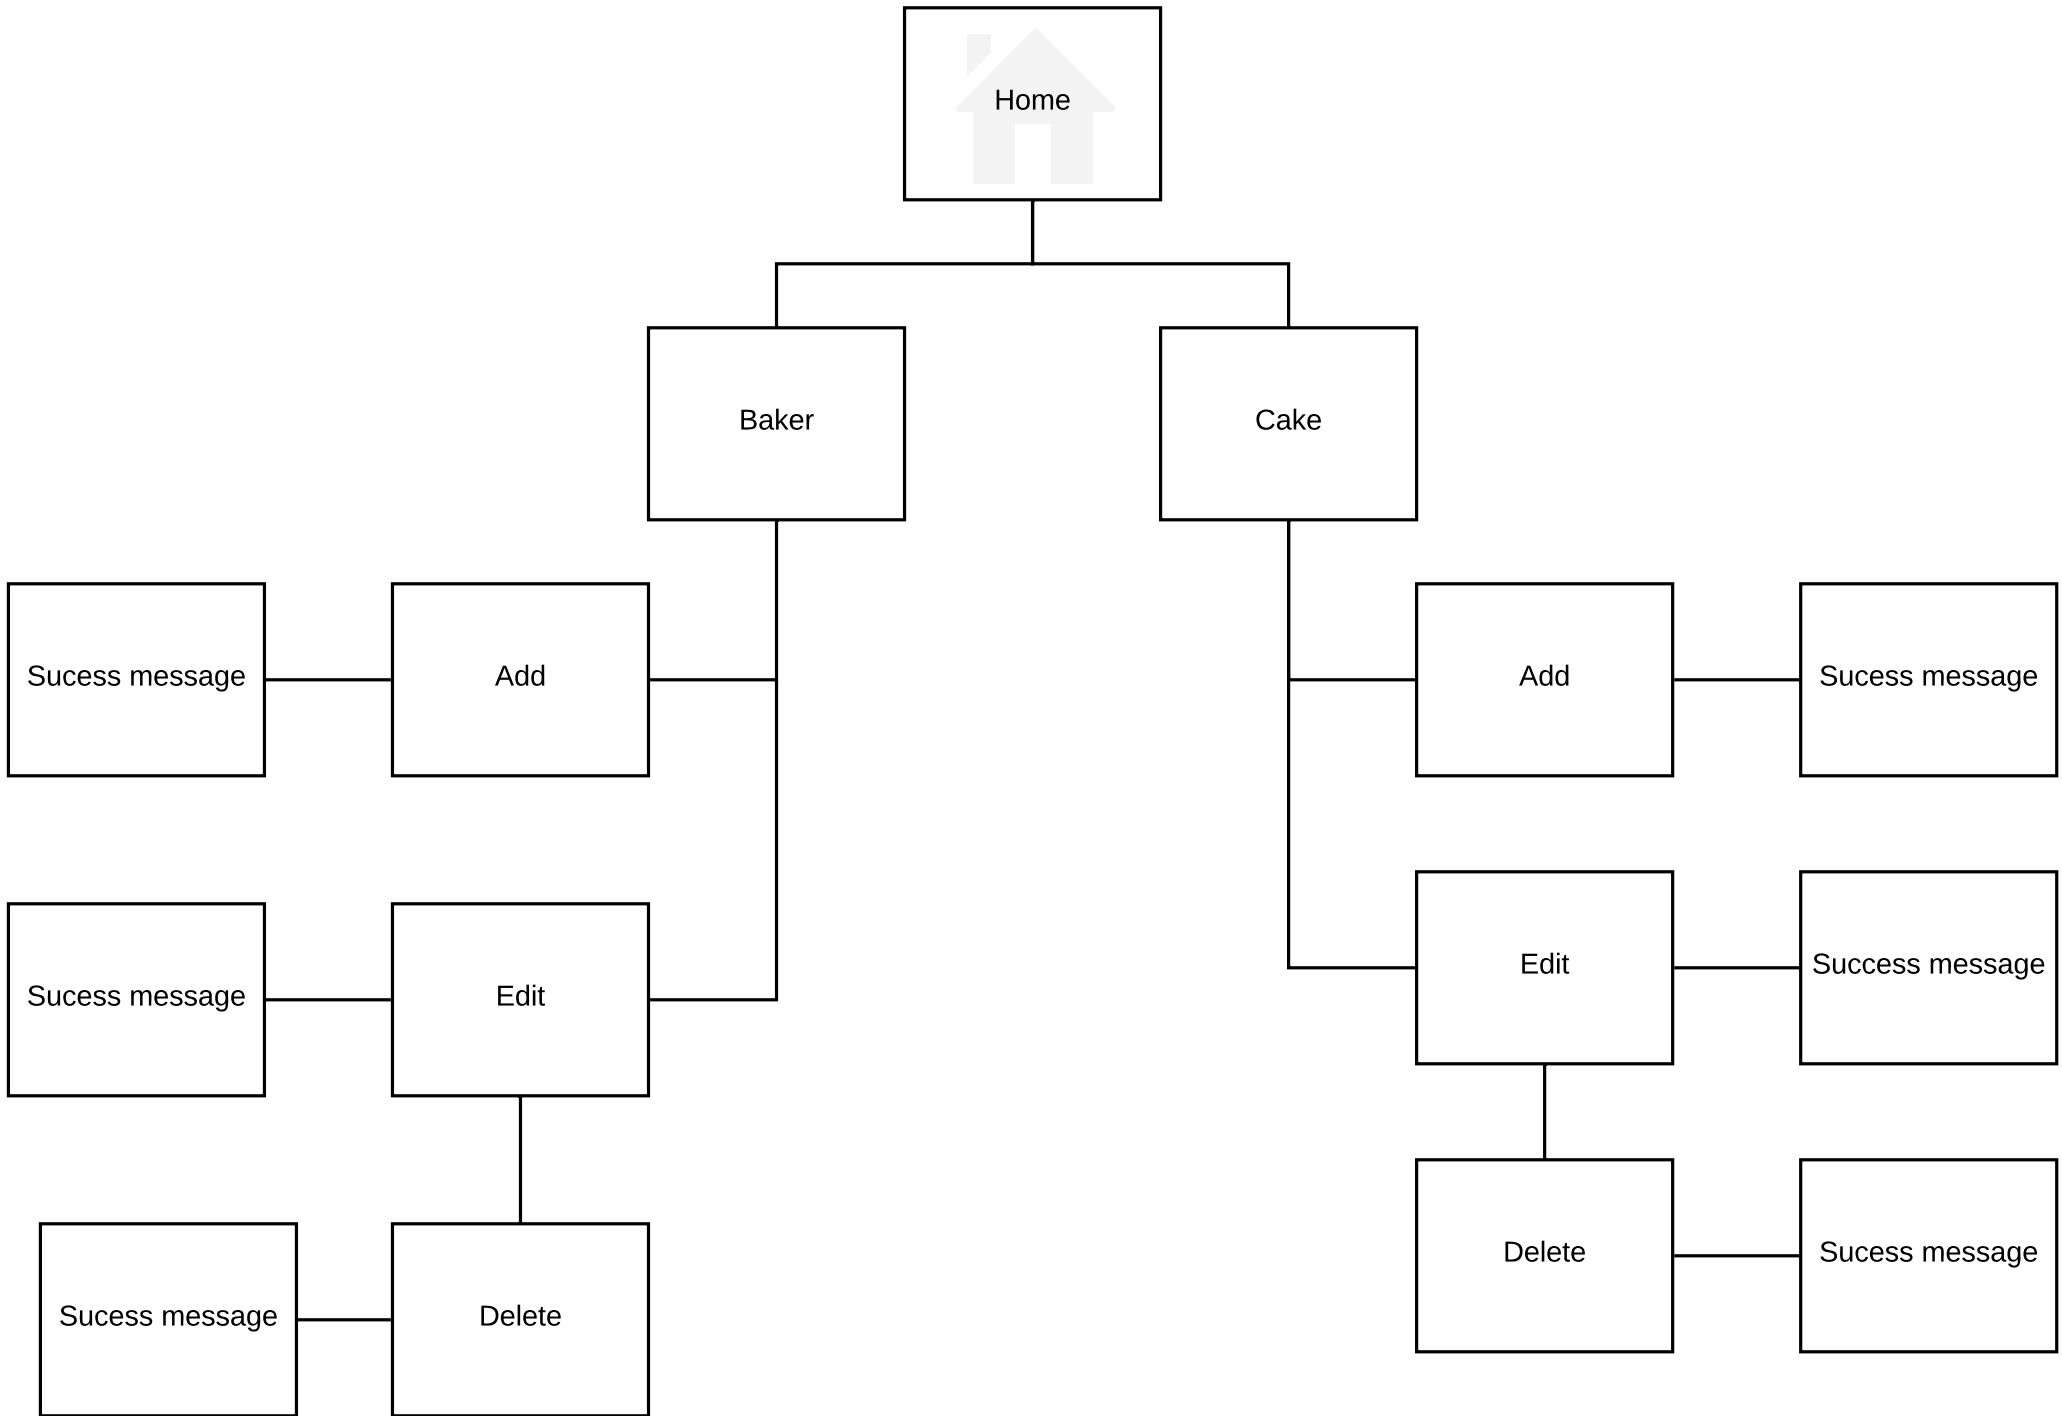 Home
Baker
Cake
Sucess message
Add
Add
Sucess message
Edit
Success message
Sucess message
Edit
Delete
Sucess message
Sucess message
Delete